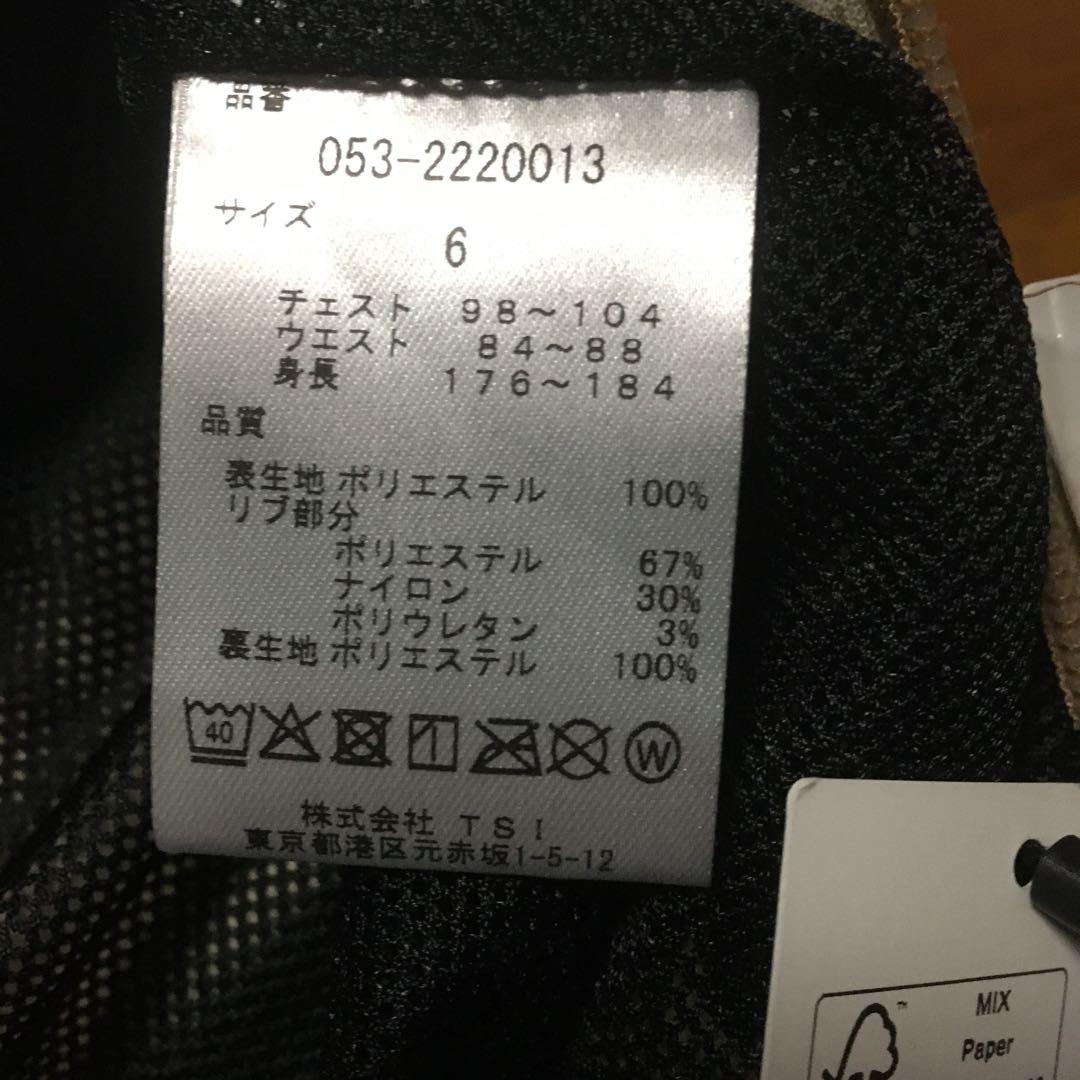 品番
053-2220013
サイズ
6
チェスト 98～104
ウエスト 84～88
身長 176～184
品質
表生地 ポリエステル 100%
リブ部分
ポリエステル 67%
ナイロン 30%
ポリウレタン 3%
裏生地 ポリエステル 100%
40
W
株式会社 TSI
東京都港区元赤坂1-5-12
MIX
Paper